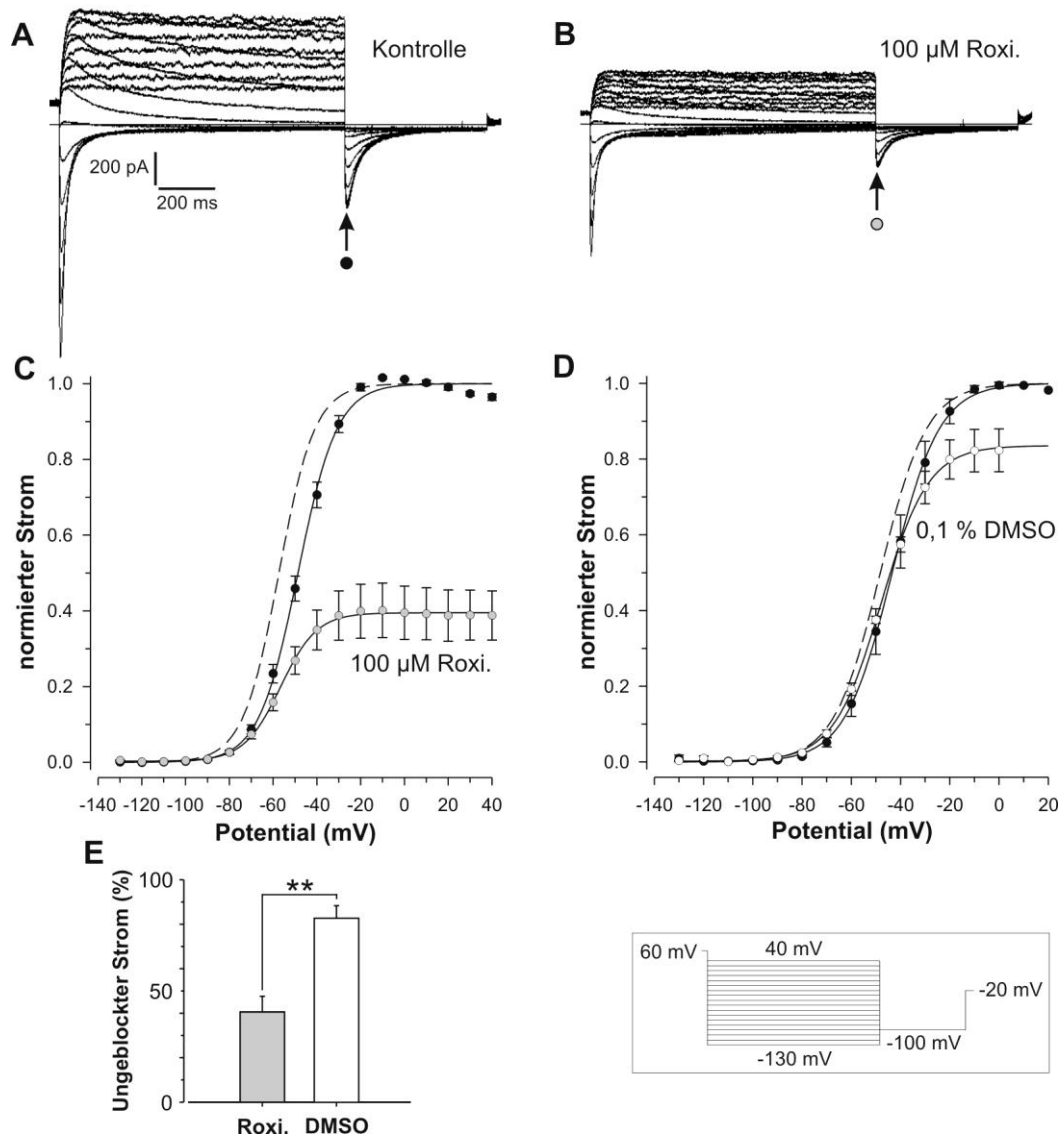 A
Kontrolle
200 pA
200 ms
B
100 µM Roxi.
C
normierter Strom
1.0
0.8
0.6
0.4
0.2
0.0
100 µM Roxi.
-140 -120 -100 -80 -60 -40 -20 0 20 40
Potential (mV)
D
normierter Strom
1.0
0.8
0.6
0.4
0.2
0.0
0,1 % DMSO
-140 -120 -100 -80 -60 -40 -20 0 20
Potential (mV)
E
Ungeblockter Strom (%)
100
50
0
**
Roxi. DMSO
60 mV
40 mV
-20 mV
-100 mV
-130 mV